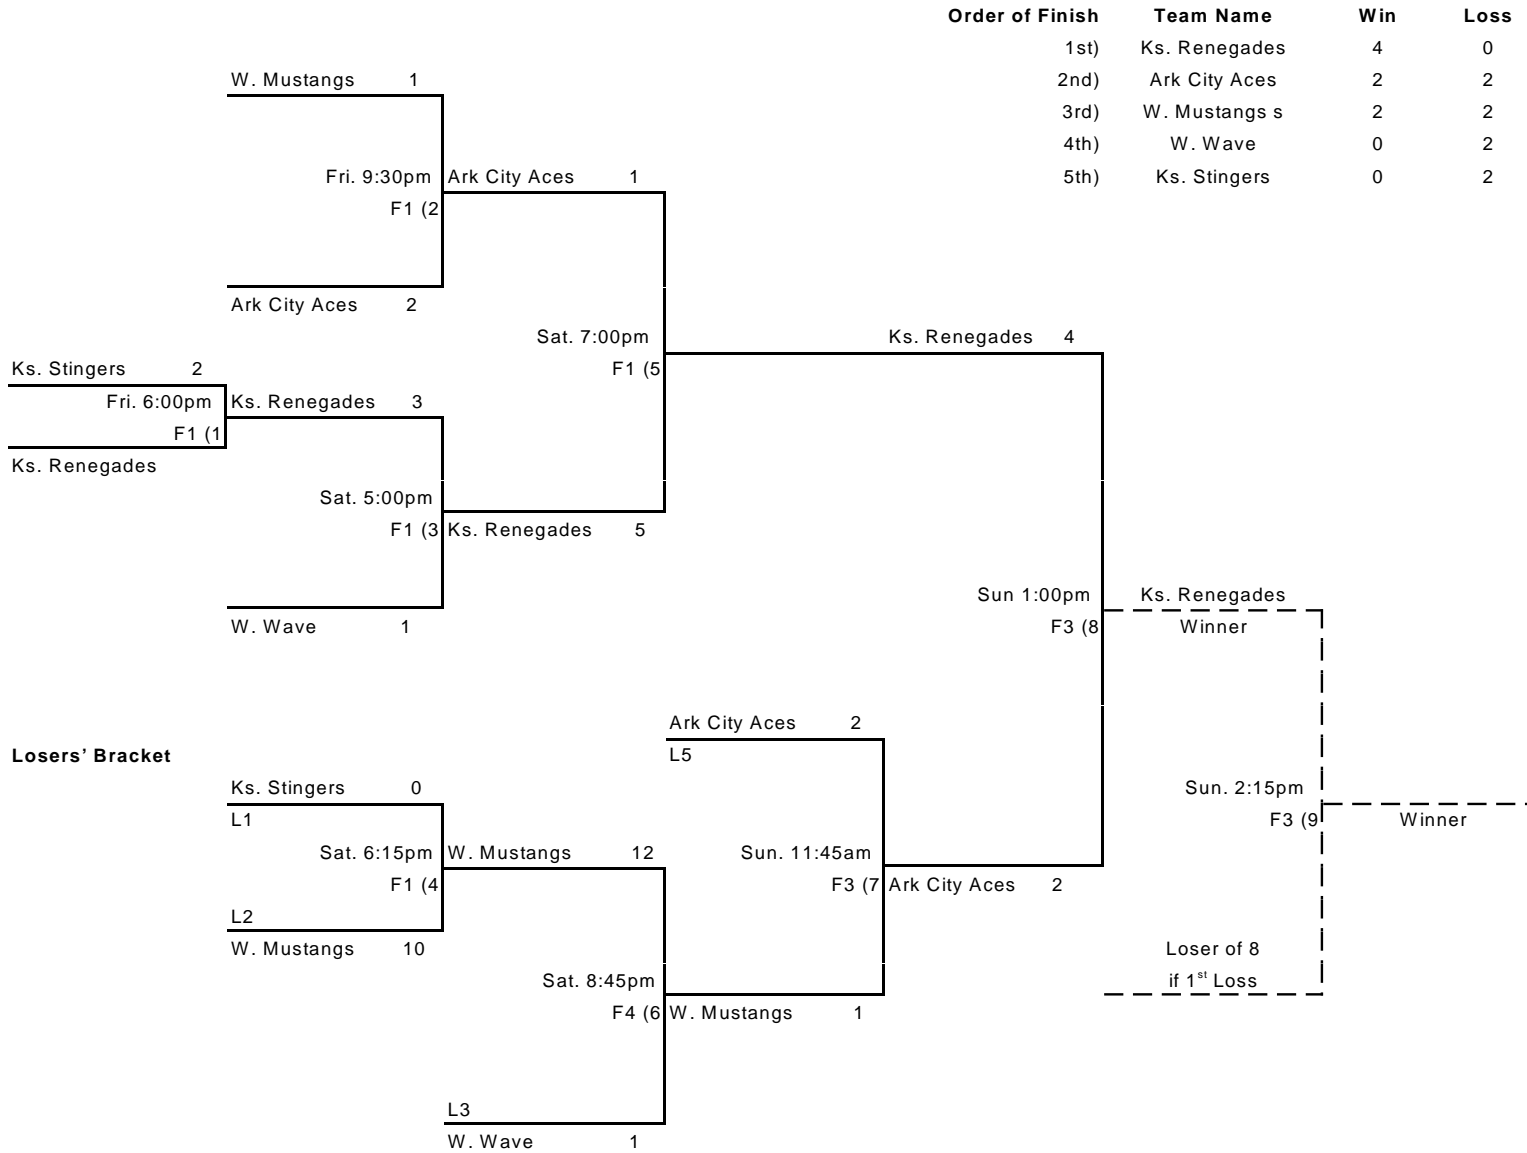 Order of Finish Team Name Win Loss
1st) Ks. Renegades 4 0
W. Mustangs 1 2nd) Ark City Aces 2 2
3rd) W. Mustangs s 2 2
4th) W. Wave 0 2
Fri. 9:30pm Ark City Aces 1 5th) Ks. Stingers 0 2
F1 (2
Ark City Aces 2
Sat. 7:00pm Ks. Renegades 4
Ks. Stingers 2 F1 (5
Fri. 6:00pm Ks. Renegades 3
F1 (1
Ks. Renegades
Sat. 5:00pm
F1 (3 Ks. Renegades 5
Sun 1:00pm Ks. Renegades
W. Wave 1 F3 (8 Winner
Ark City Aces 2
Losers’ Bracket L5
Ks. Stingers 0 Sun. 2:15pm
L1 F3 (9 Winner
Sat. 6:15pm W. Mustangs 12 Sun. 11:45am
F1 (4 F3 (7 Ark City Aces 2
L2
W. Mustangs 10 Loser of 8
Sat. 8:45pm if 1st Loss
F4 (6 W. Mustangs 1
L3
W. Wave 1